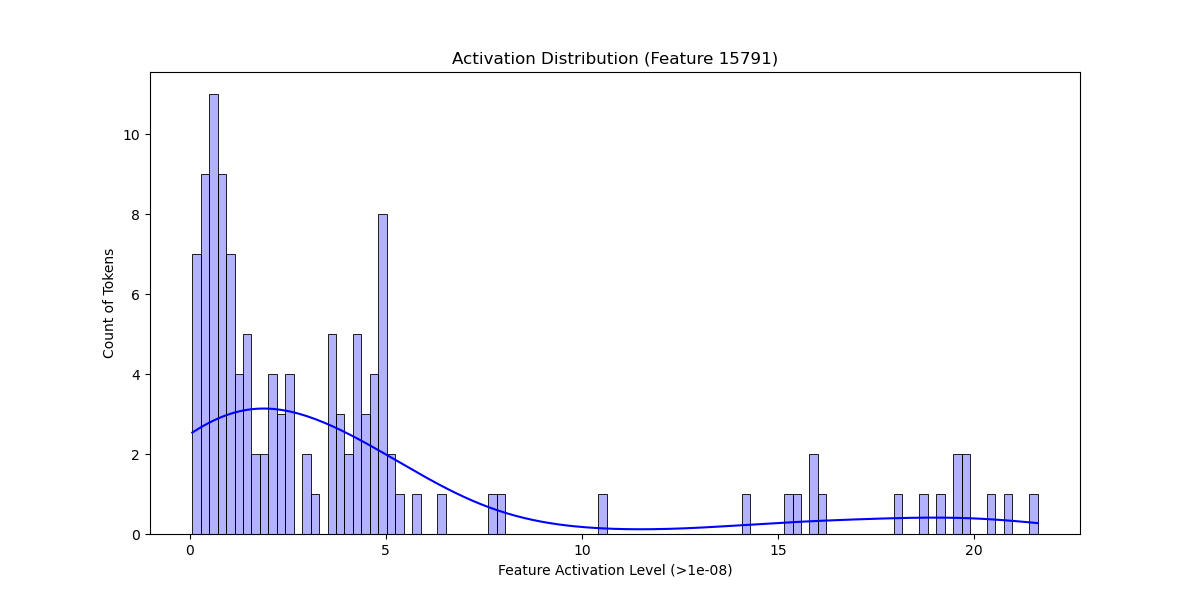 Activation Distribution (Feature 15791)
Count of Tokens
10
8
6
4
2
0
0 5 10 15 20
Feature Activation Level (>1e-08)